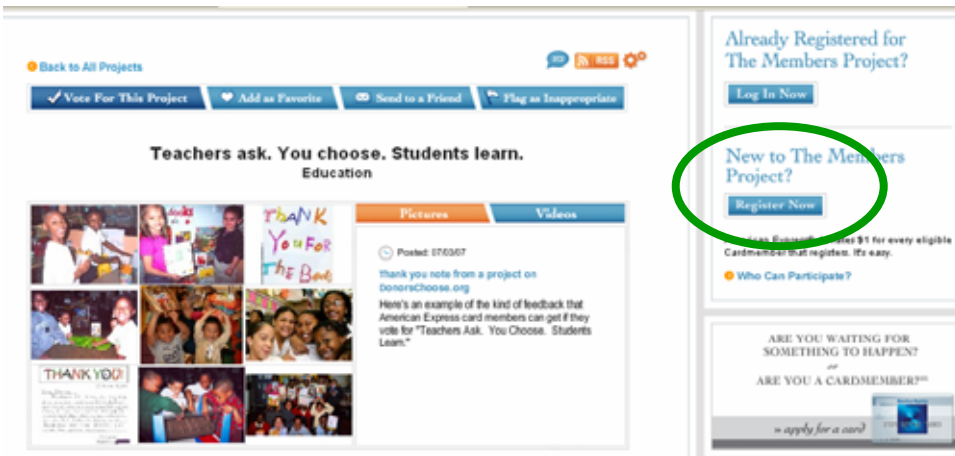 Back to All Projects
RSS
Vote For This Project
Add as Favorite
Send to a Friend
Flag as Inappropriate
Teachers ask. You choose. Students learn.
Education
THANK
YOU FOR
THE Books
THANK YOU!
Pictures
Videos
Posted: 07/03/07
thank you note from a project on
DonorsChoose.org
Here's an example of the kind of feedback that
American Express card members can get if they
vote for "Teachers Ask. You Choose. Students
Learn."
Already Registered for
The Members Project?
Log In Now
New to The Members
Project?
Register Now
American Express donates $1 for every eligible
Cardmember that registers. It's easy.
Who Can Participate?
ARE YOU WAITING FOR
SOMETHING TO HAPPEN?
or
ARE YOU A CARDMEMBER?
» apply for a card